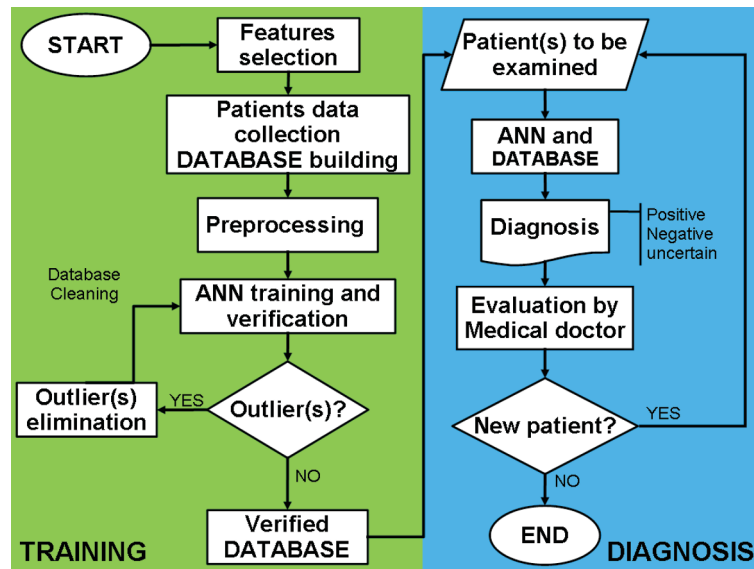 START
Features
selection
Patients data
collection
DATABASE building
Preprocessing
Database
Cleaning
ANN training and
verification
Outlier(s)
elimination
YES
Outlier(s)?
NO
Verified
DATABASE
TRAINING
Patient(s) to be
examined
ANN and
DATABASE
Diagnosis
Positive
Negative
uncertain
Evaluation by
Medical doctor
New patient?
YES
NO
END
DIAGNOSIS